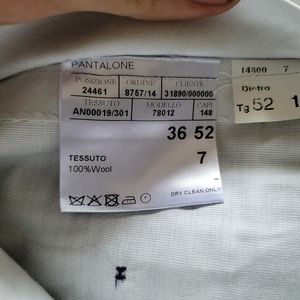 PANTALONE
POSIZIONE ORDINE CLIENTE
24461 8757/14 31890/000000
TESSUTO MODELLO CAPI
AN00019/301 78012 148
36 52
TESSUTO 7
100%Wool
DRY CLEAN ONLY
14800 7
Dietro
Tg 52 1